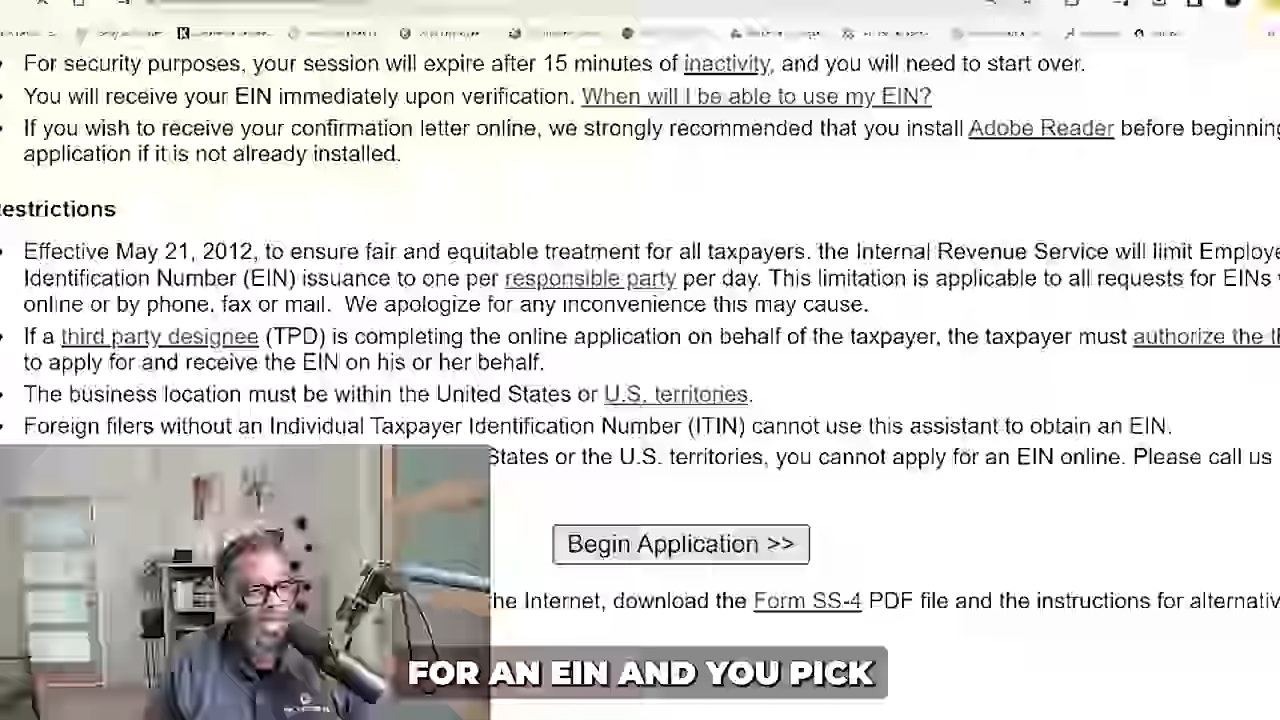 For security purposes, your session will expire after 15 minutes of inactivity, and you will need to start over.
You will receive your EIN immediately upon verification. When will I be able to use my EIN?
If you wish to receive your confirmation letter online, we strongly recommended that you install Adobe Reader before beginning
application if it is not already installed.
estrictions
Effective May 21, 2012, to ensure fair and equitable treatment for all taxpayers. the Internal Revenue Service will limit Employe
Identification Number (EIN) issuance to one per responsible party per day. This limitation is applicable to all requests for EINs
online or by phone. fax or mail. We apologize for any inconvenience this may cause.
If a third party designee (TPD) is completing the online application on behalf of the taxpayer, the taxpayer must authorize the th
to apply for and receive the EIN on his or her behalf.
The business location must be within the United States or U.S. territories.
Foreign filers without an Individual Taxpayer Identification Number (ITIN) cannot use this assistant to obtain an EIN.
States or the U.S. territories, you cannot apply for an EIN online. Please call us
Begin Application >>
he Internet, download the Form SS-4 PDF file and the instructions for alternativ
FOR AN EIN AND YOU PICK